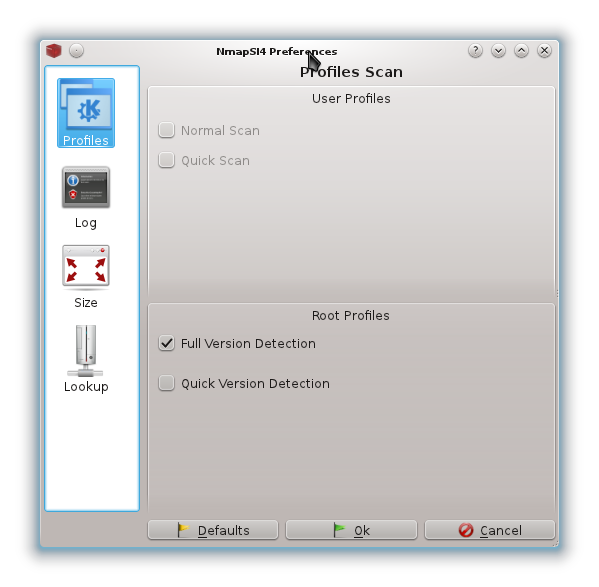 NmapSI4 Preferences
Profiles Scan
Profiles
Log
Size
Lookup
User Profiles
Normal Scan
Quick Scan
Root Profiles
Full Version Detection
Quick Version Detection
Defaults
Ok
Cancel